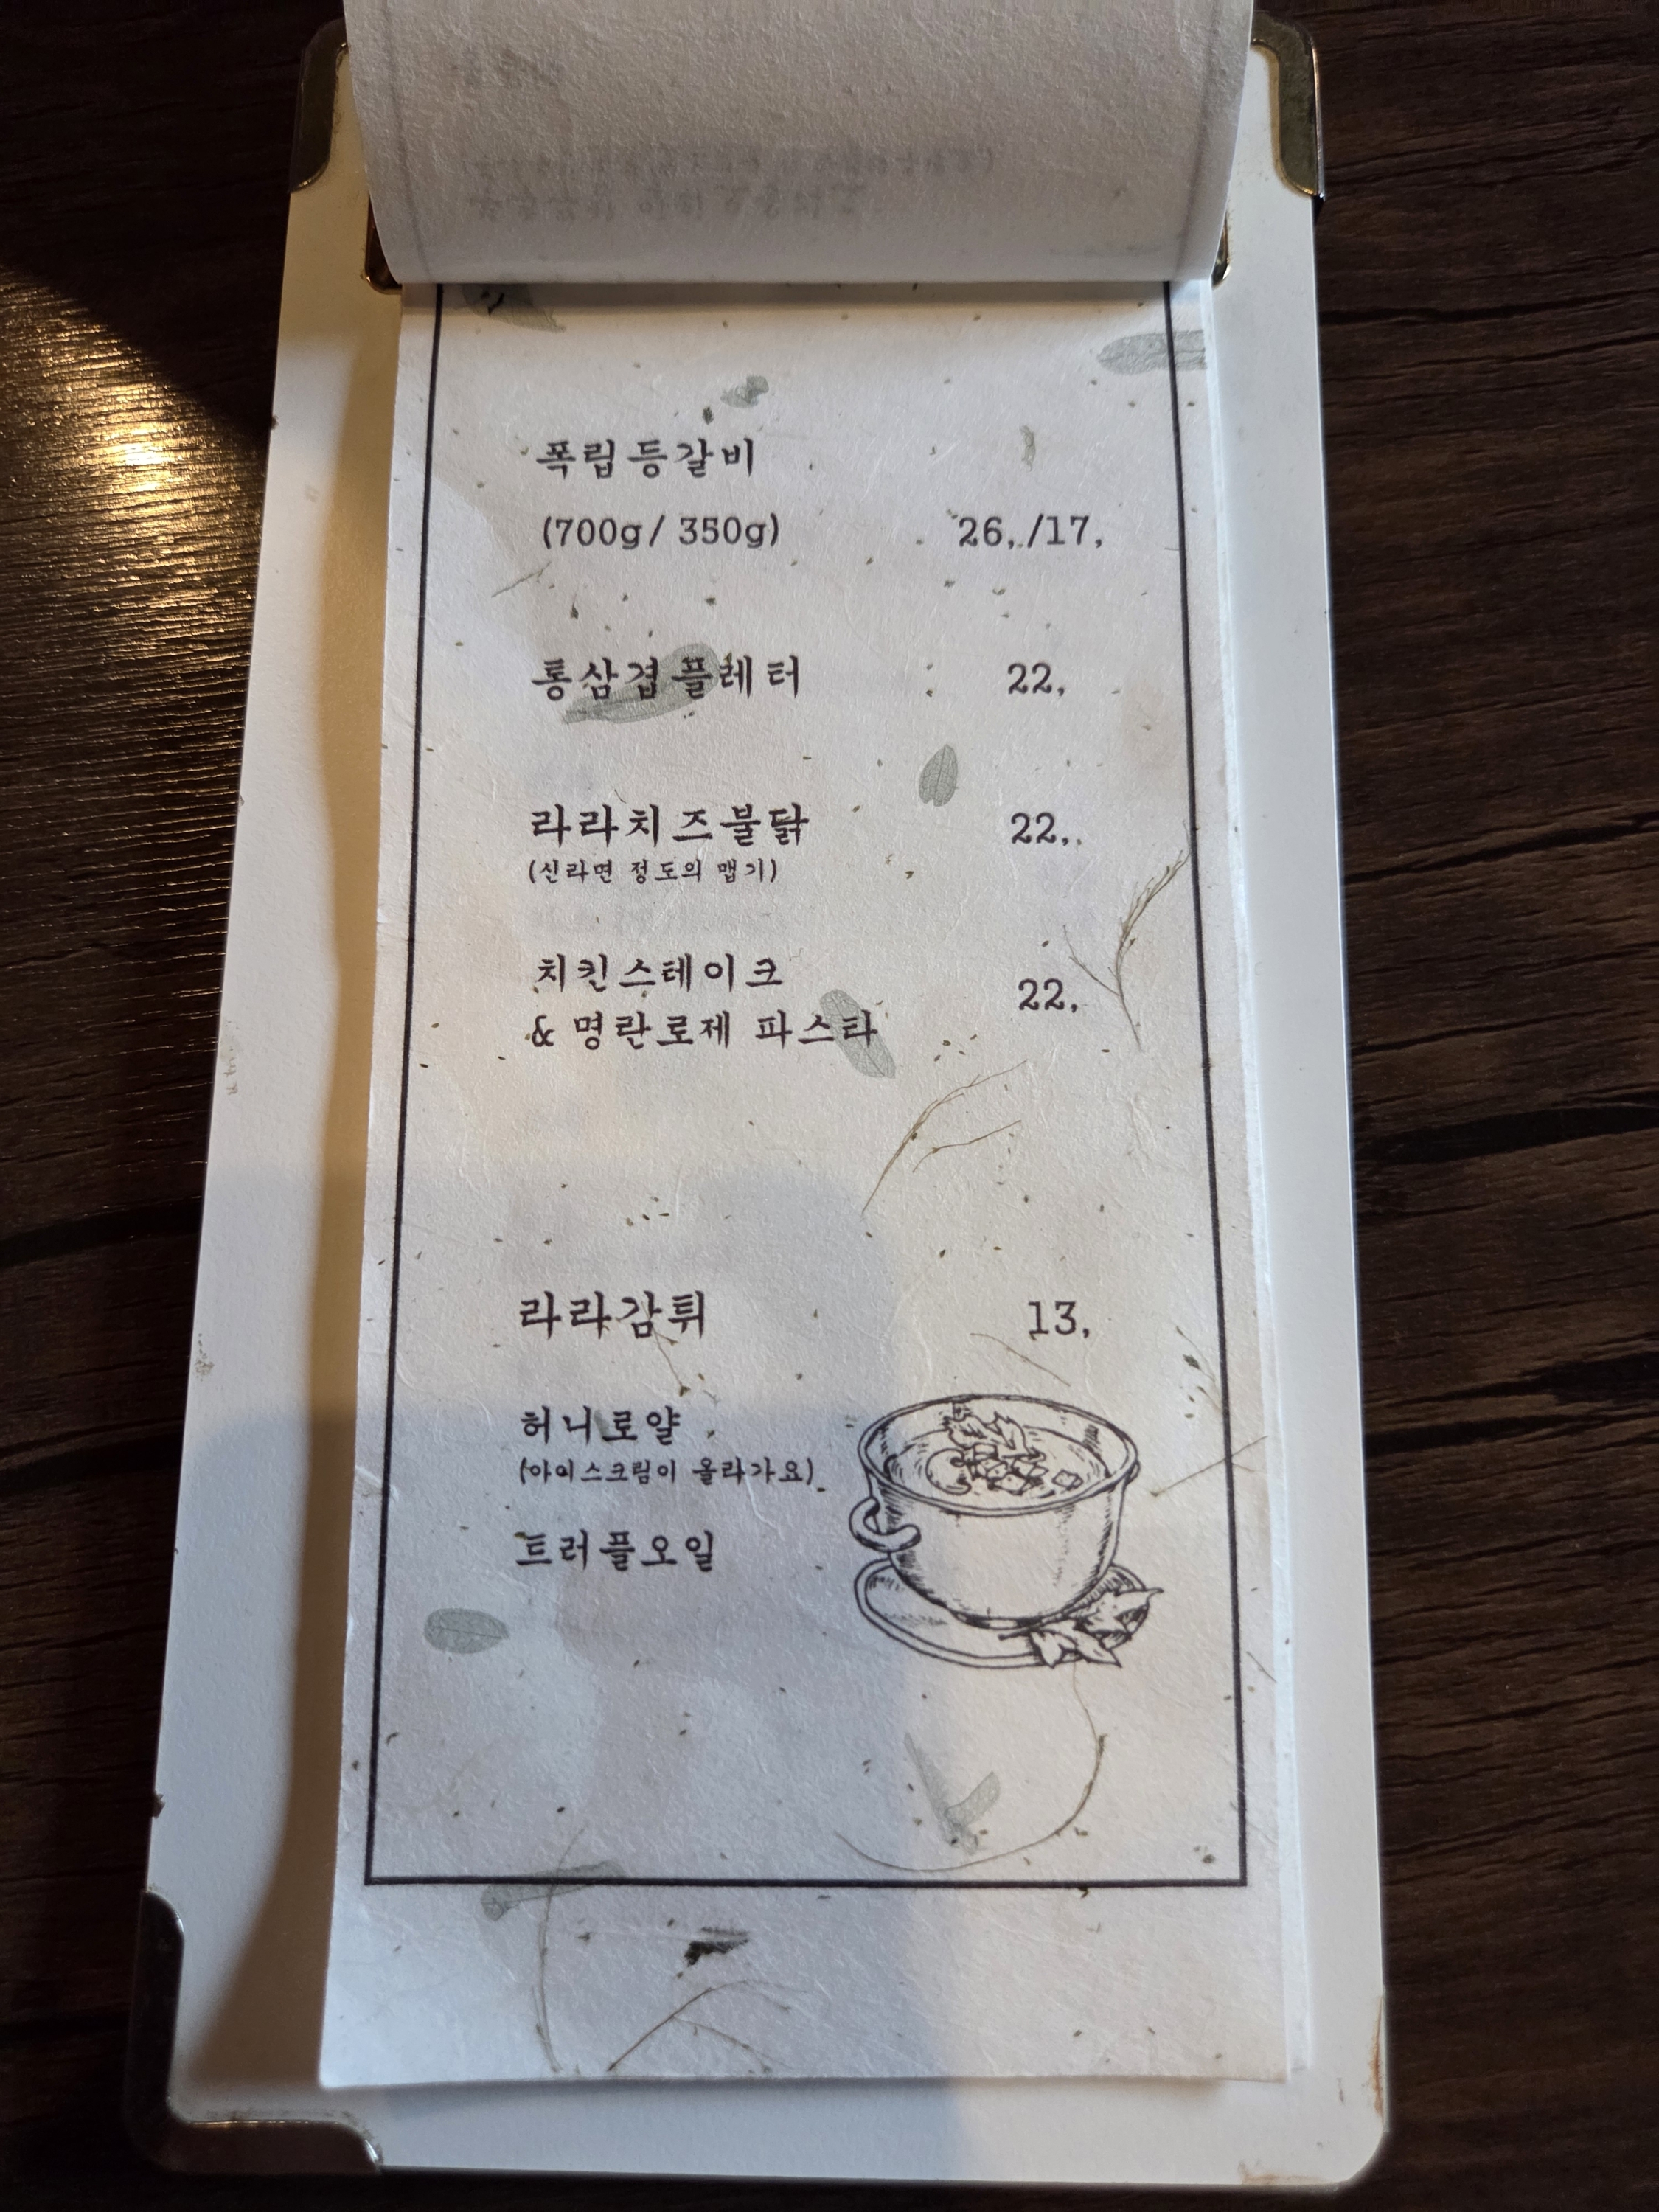 폭립등갈비
(700g/ 350g) 26,/17,
통삼겹플레터 22,
라라치즈불닭 22,
(신라면 정도의 맵기)
치킨스테이크
& 명란로제 파스타 22,
라라감튀 13,
허니로얄
(아이스크림이 올라가요)
트러플오일